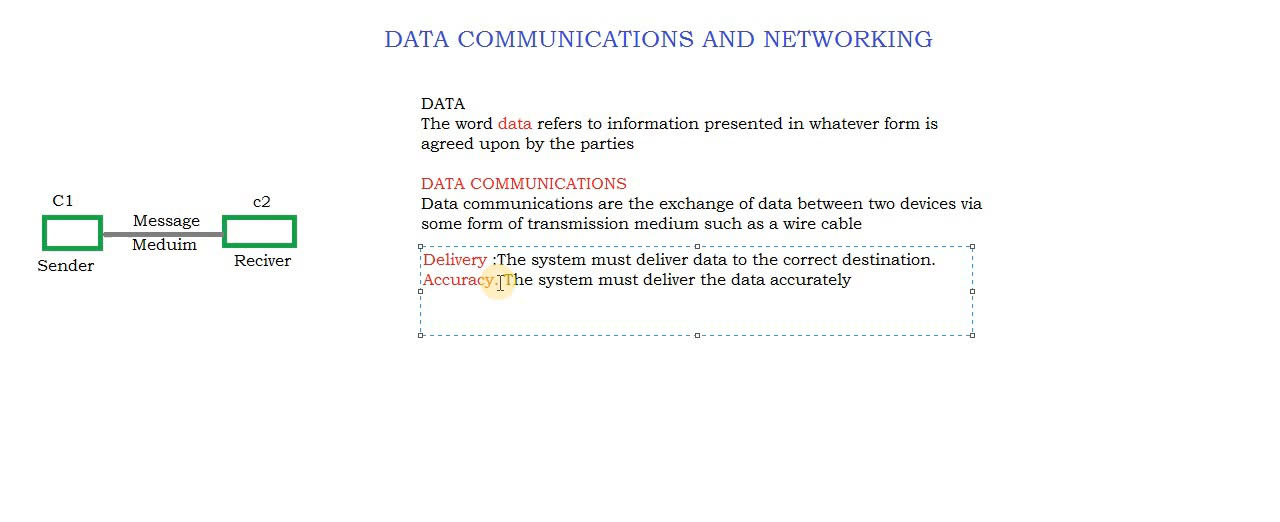 DATA COMMUNICATIONS AND NETWORKING
DATA
The word data refers to information presented in whatever form is
agreed upon by the parties
DATA COMMUNICATIONS
Data communications are the exchange of data between two devices via
some form of transmission medium such as a wire cable
Delivery :The system must deliver data to the correct destination.
Accuracy: The system must deliver the data accurately
C1
c2
Message
Meduim
Sender
Reciver